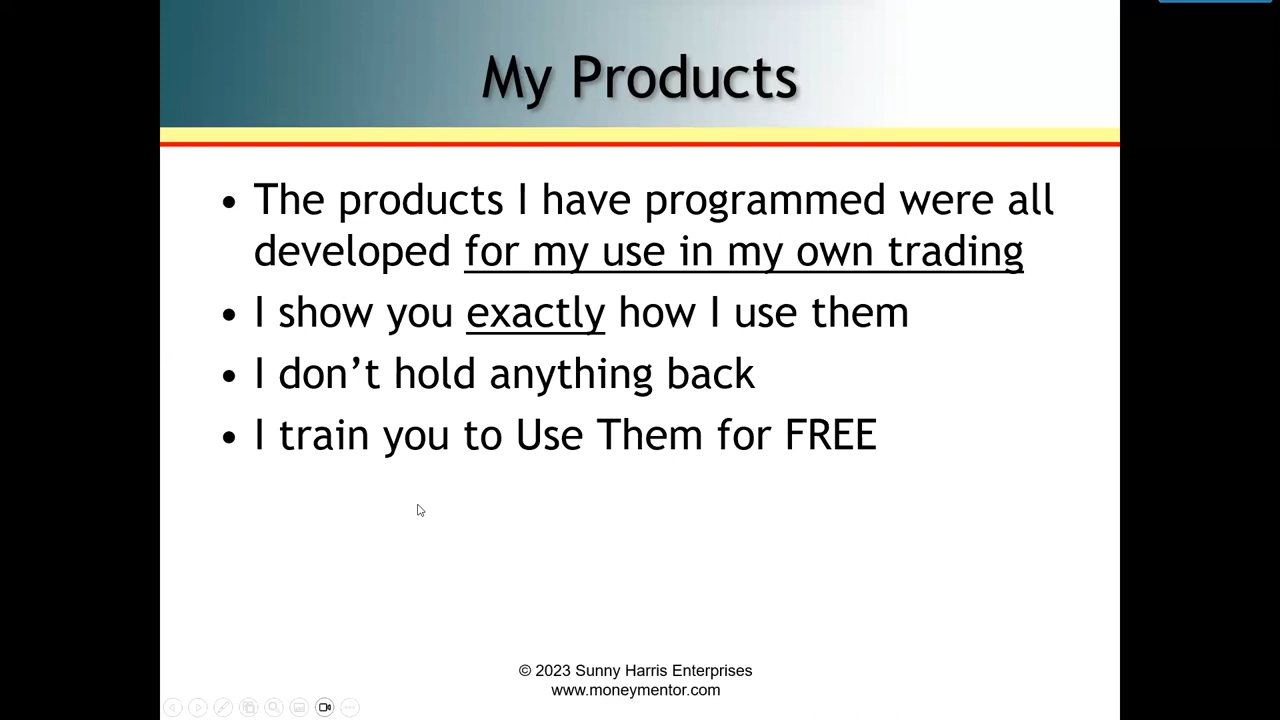 My Products
• The products I have programmed were all
developed for my use in my own trading
• I show you exactly how I use them
• I don’t hold anything back
• I train you to Use Them for FREE
© 2023 Sunny Harris Enterprises
www.moneymentor.com